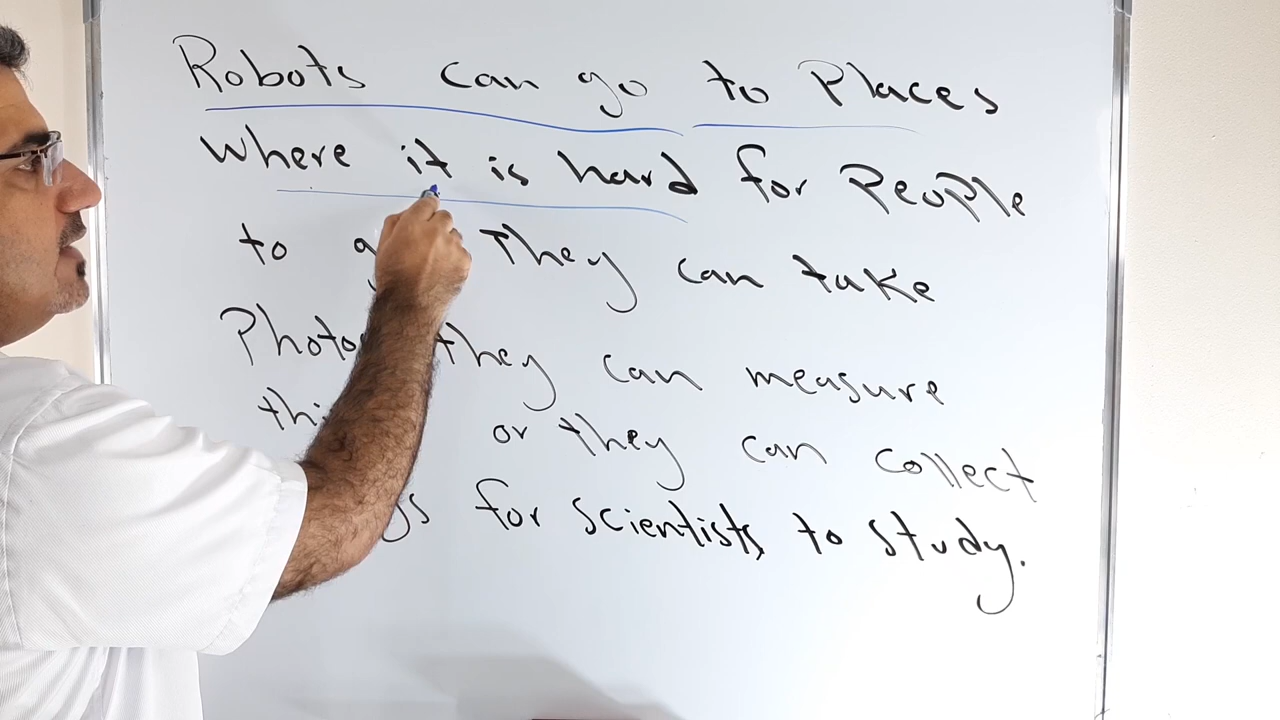 Robots can go to Places
where it is hard for People
to They can take
they can measure
or they can collect
for scientists to study.